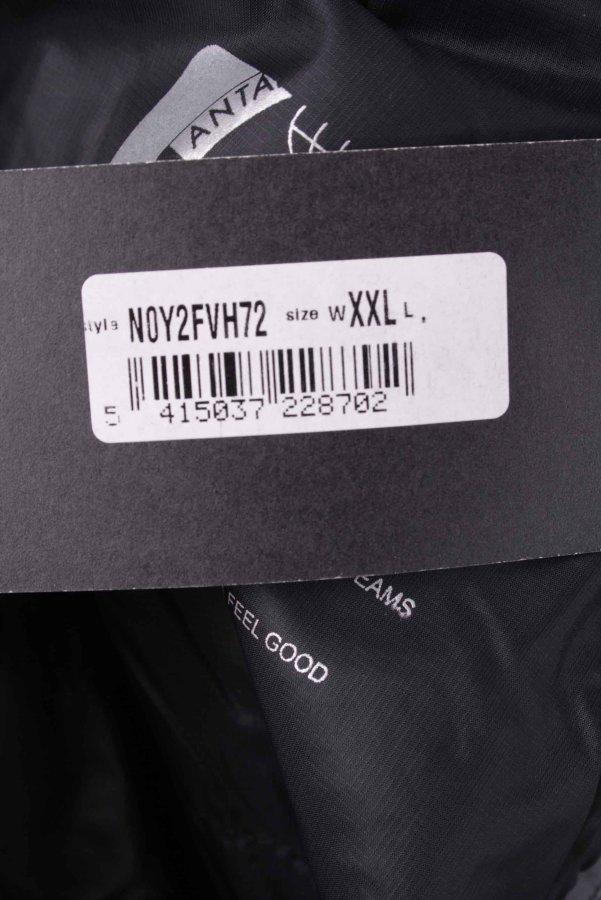 ANTA
style N0Y2FVH72 size W XXL L .
5 415037 228702
EAMS
FEEL GOOD